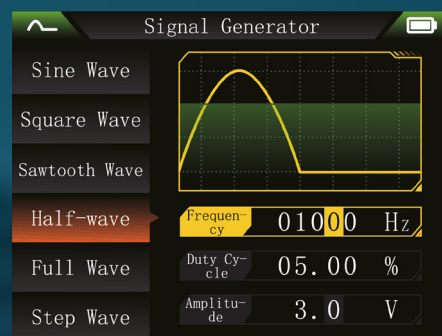 Signal Generator
Sine Wave
Square Wave
Sawtooth Wave
Half-wave
Full Wave
Step Wave
Frequen-
cy
01000 Hz
Duty Cy-
cle
05.00 %
Amplitu-
de
3.0 V